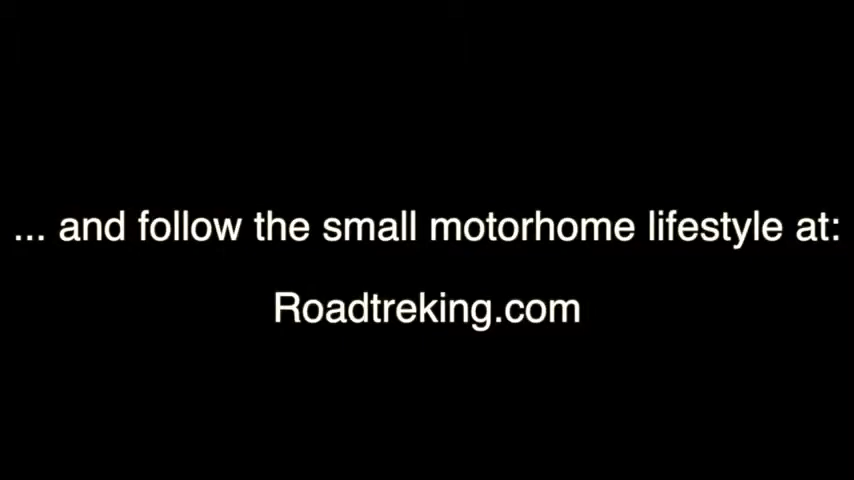 ... and follow the small motorhome lifestyle at:
Roadtreking.com